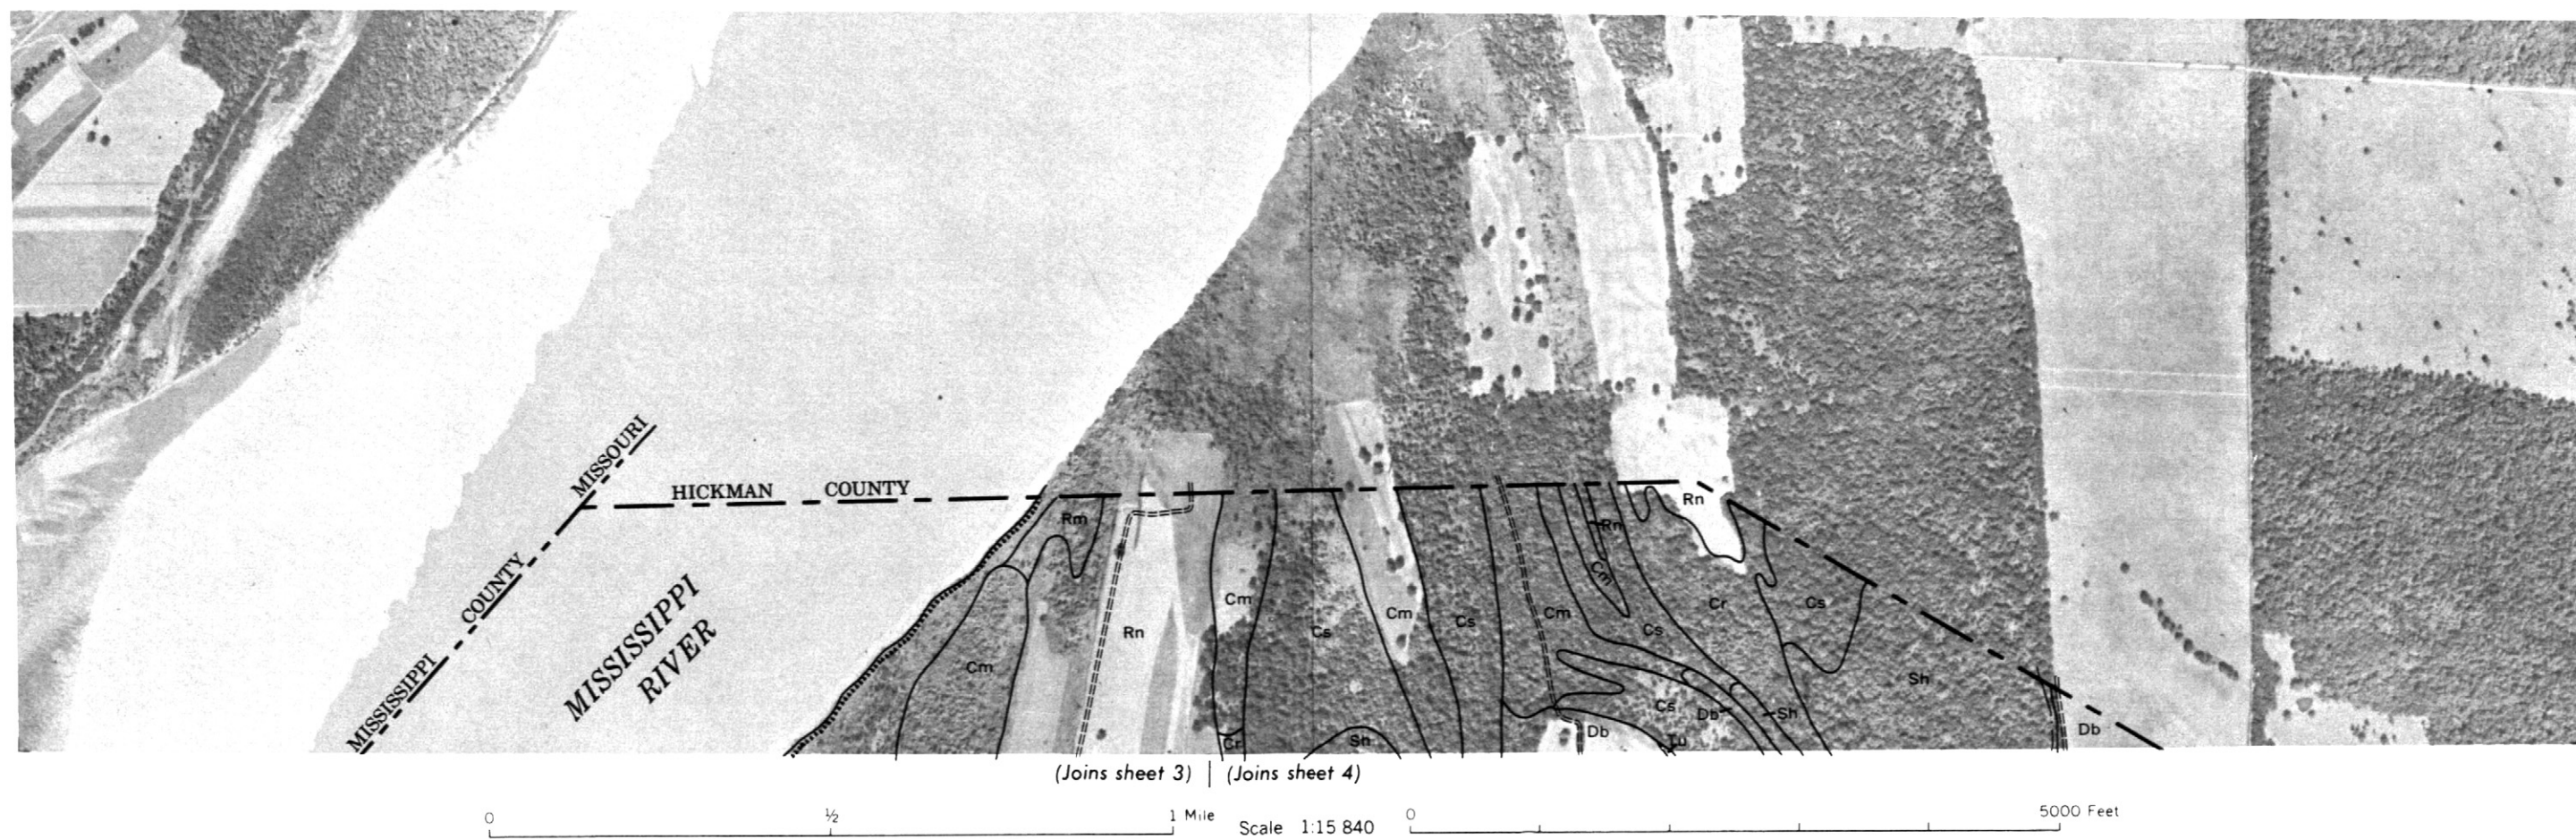 MISSOURI
HICKMAN COUNTY
MISSISSIPPI COUNTY
MISSISSIPPI
RIVER
Rm
Rn
Rn
Cm
Cm
Cs
Cm
Cs
Cm
Cm
Cr
Cs
Cs
Rn
Cm
Sh
Cs
Db
Sh
Cr
Sh
Db
Tu
Db
(Joins sheet 3) | (Joins sheet 4)
0 ½ 1 Mile Scale 1:15 840 0 5000 Feet